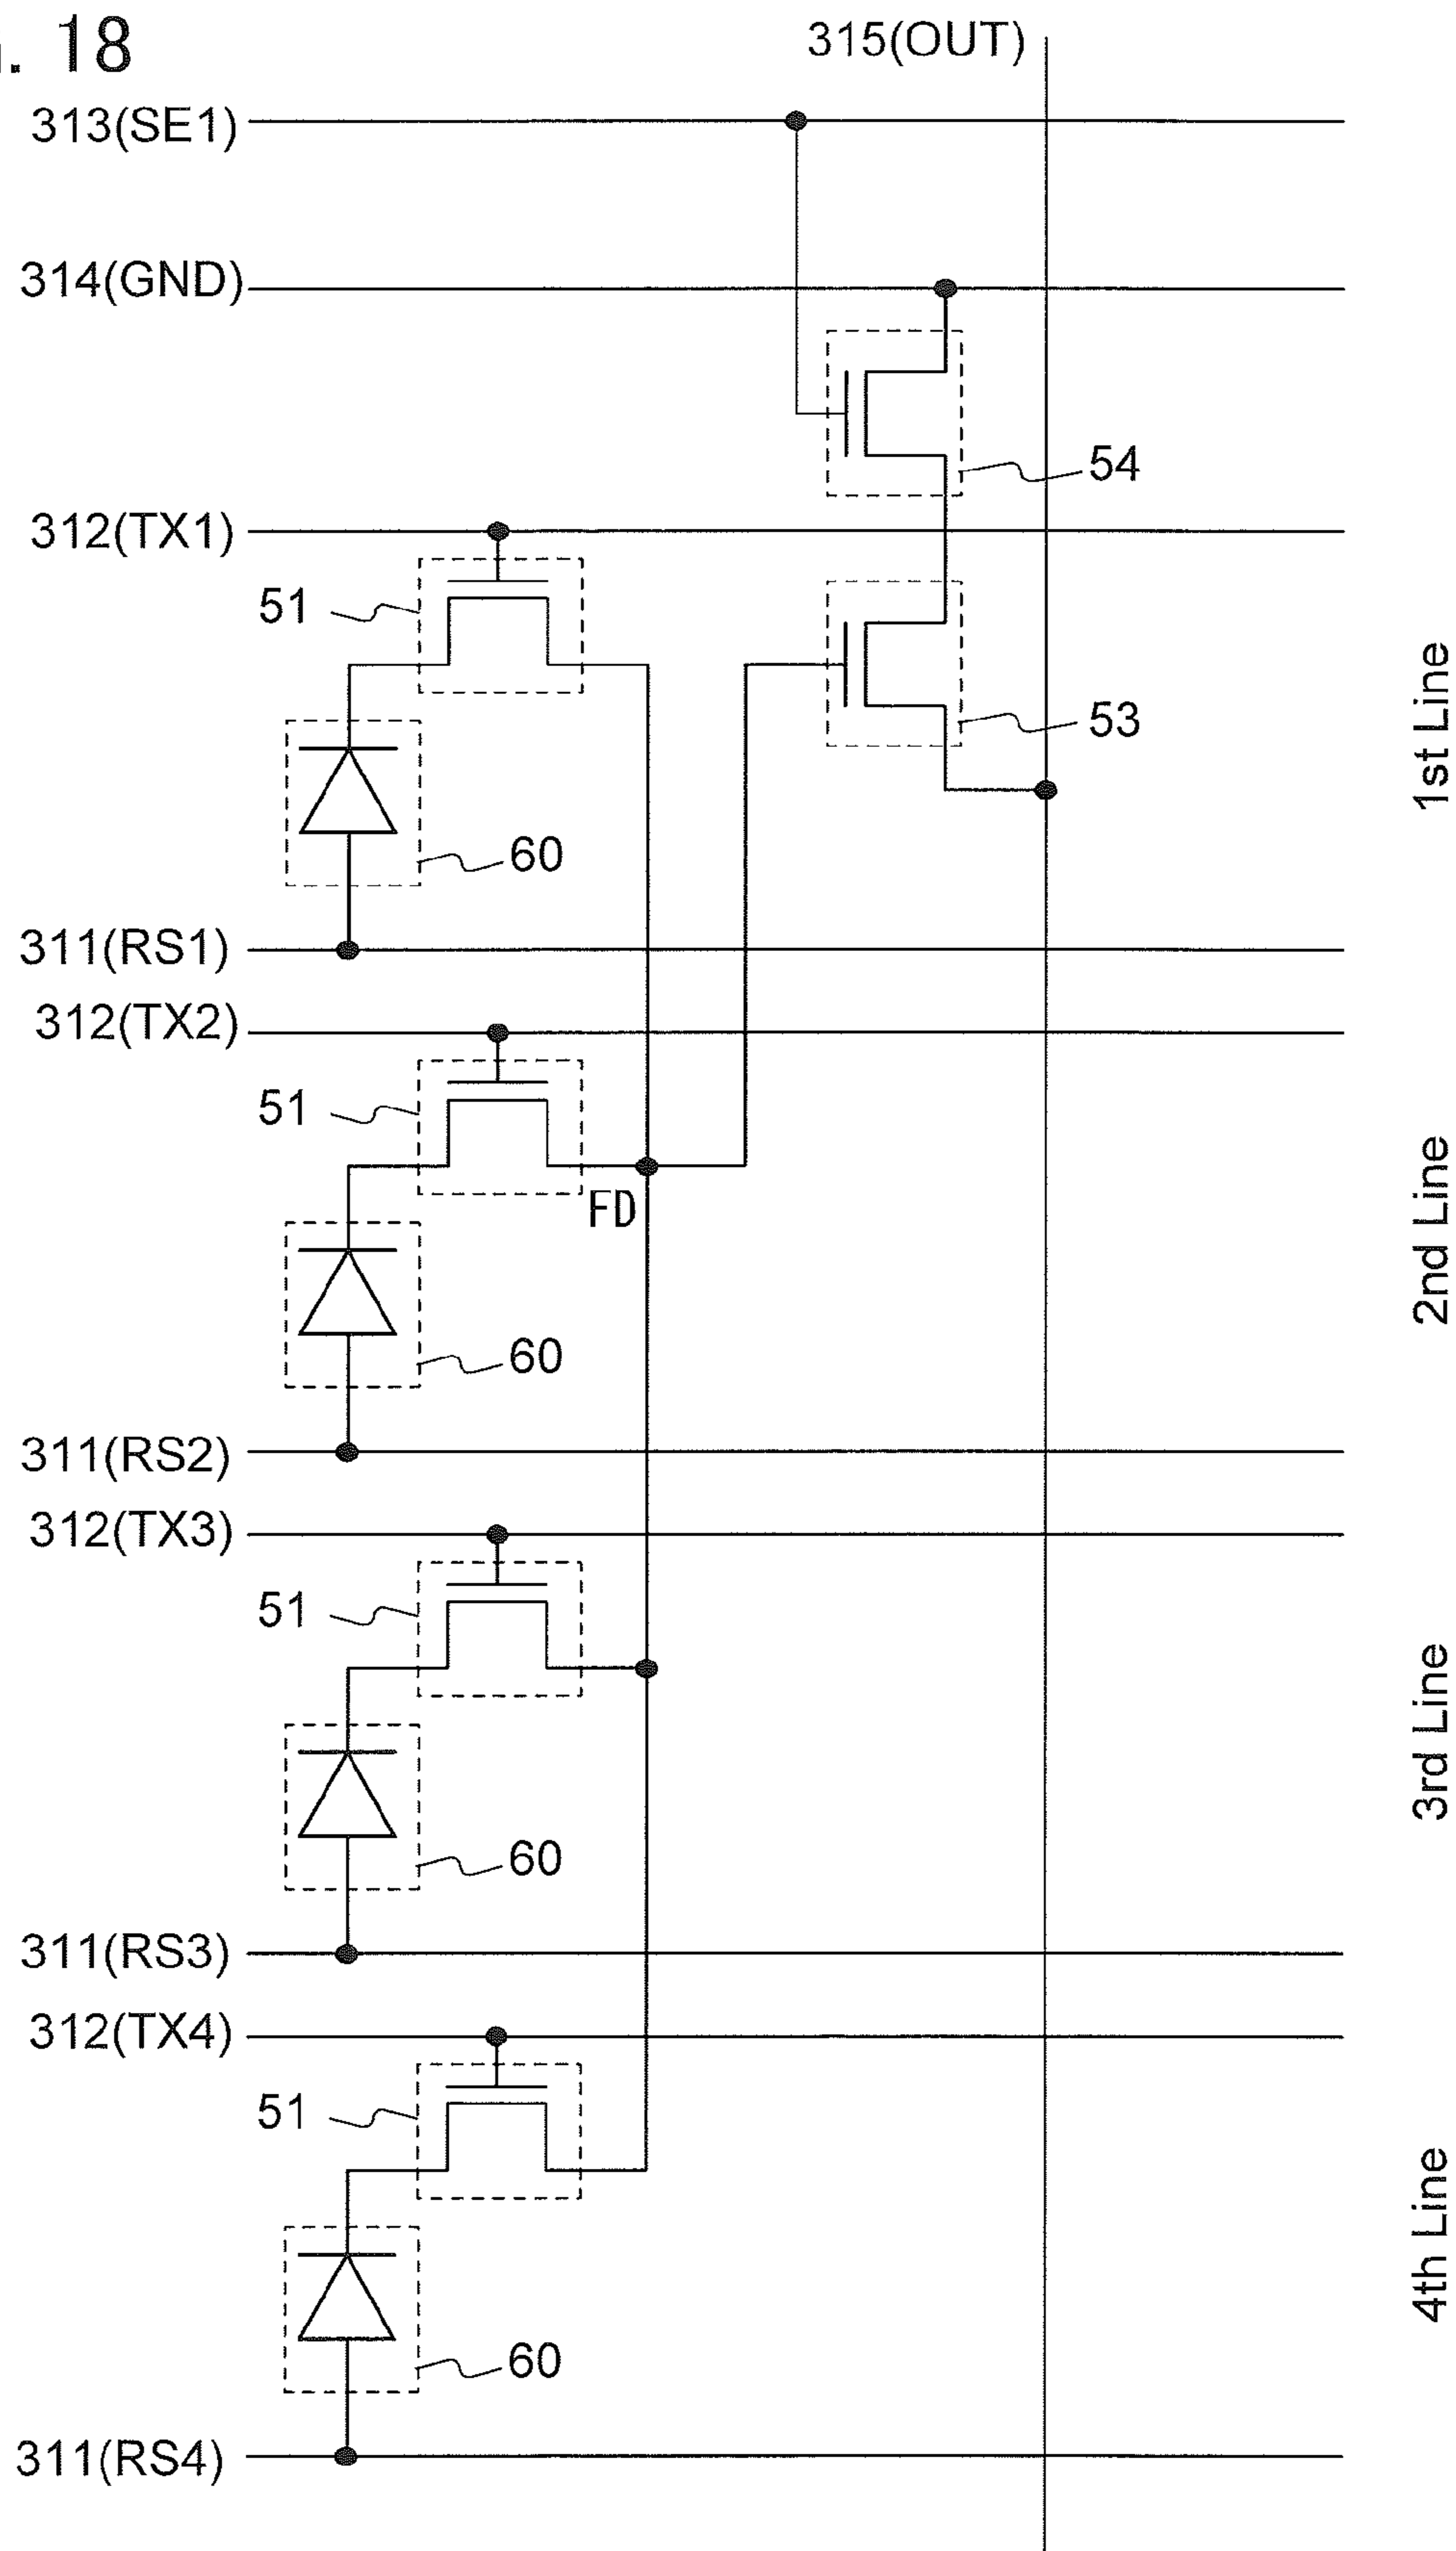 . 18
315(OUT)
313(SE1)
314(GND)
54
312(TX1)
51
53
1st Line
60
311(RS1)
312(TX2)
51
2nd Line
FD
60
311(RS2)
312(TX3)
51
3rd Line
60
311(RS3)
312(TX4)
51
4th Line
60
311(RS4)